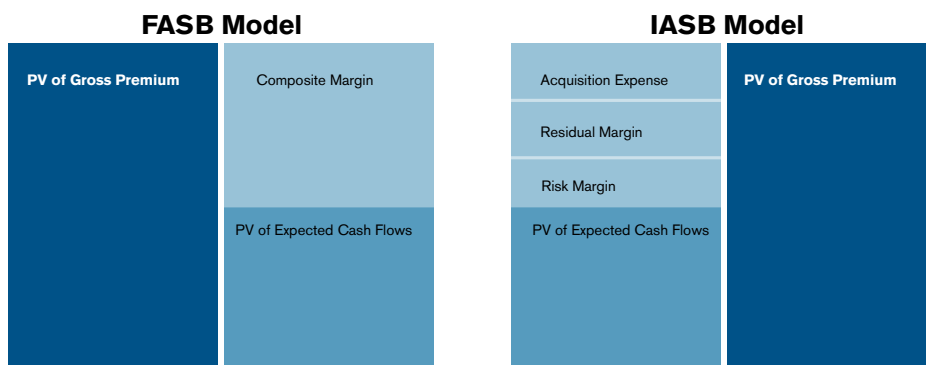 FASB Model
PV of Gross Premium
Composite Margin
PV of Expected Cash Flows
IASB Model
Acquisition Expense
Residual Margin
Risk Margin
PV of Expected Cash Flows
PV of Gross Premium